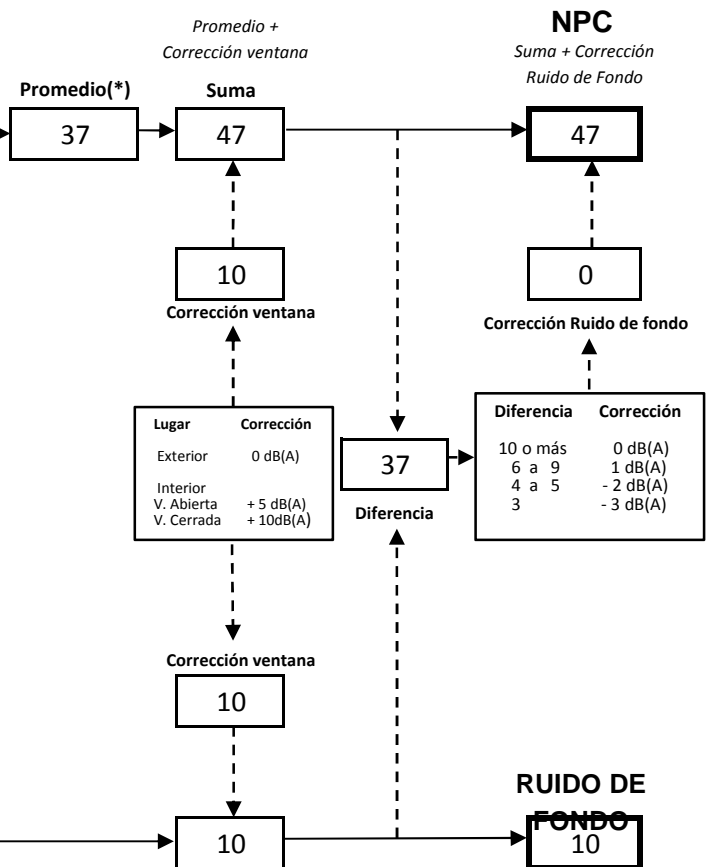 Promedio +
Corrección ventana
NPC
Suma + Corrección
Ruido de Fondo
Promedio(*)
Suma
37
47
47
10
0
Corrección ventana
Corrección Ruido de fondo
Lugar Corrección
Exterior 0 dB(A)
Interior
V. Abierta + 5 dB(A)
V. Cerrada + 10dB(A)
37
Diferencia
Diferencia Corrección
10 o más 0 dB(A)
6 a 9 1 dB(A)
4 a 5 - 2 dB(A)
3 - 3 dB(A)
Corrección ventana
10
RUIDO DE
FONDO
10
10